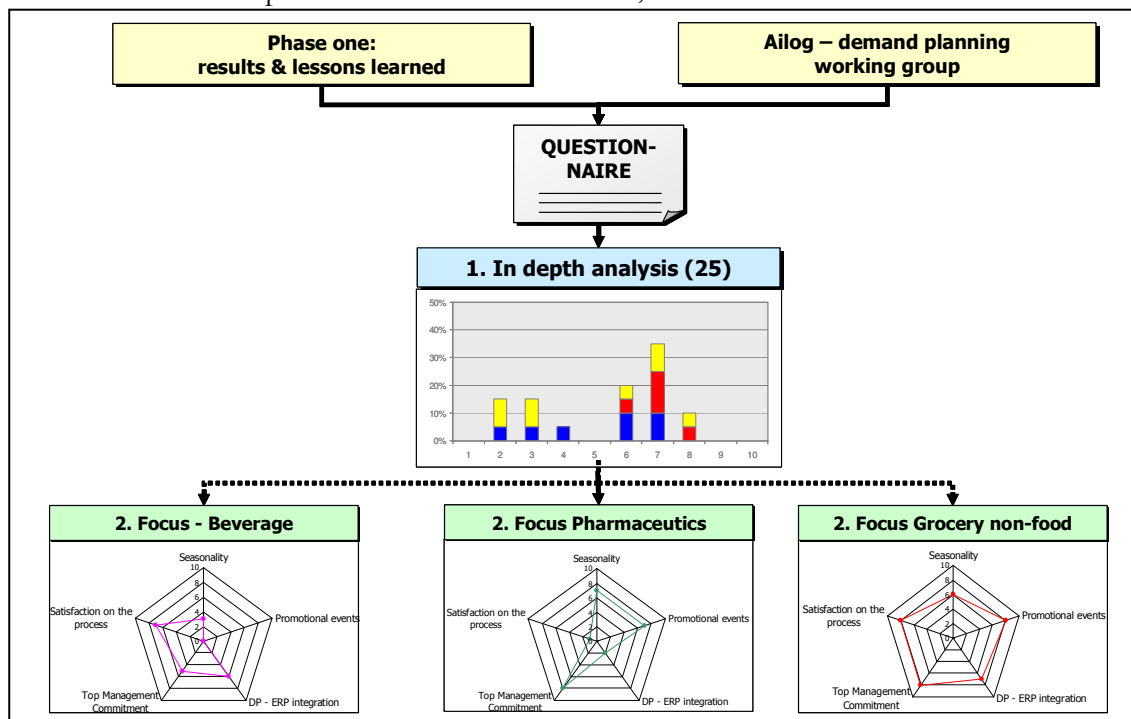 Phase one:
results & lessons learned
Ailog – demand planning
working group
QUESTION-
NAIRE
1. In depth analysis (25)
50%
40%
30%
20%
10%
0%
1 2 3 4 5 6 7 8 9 10
2. Focus - Beverage
Seasonality
10
8
6
4
2
0
Satisfaction on the
process
Promotional events
Top Management
Commitment
DP - ERP integration
2. Focus Pharmaceutics
Seasonality
10
8
6
4
2
0
Satisfaction on the
process
Promotional events
Top Management
Commitment
DP - ERP integration
2. Focus Grocery non-food
Seasonality
10
8
6
4
2
0
Satisfaction on the
process
Promotional events
Top Management
Commitment
DP - ERP integration